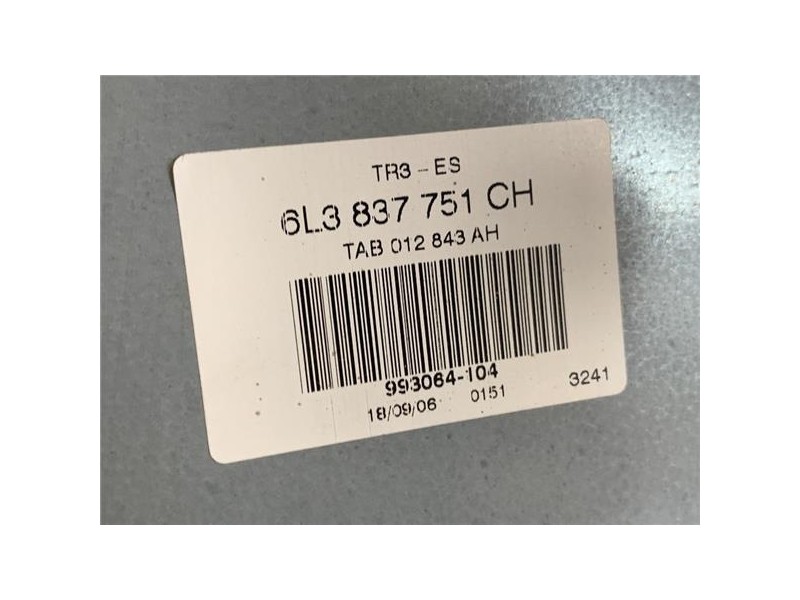 TR3 - ES
6L3 837 751 CH
TAB 012 843 AH
993064-104
18/09/06 0151 3241